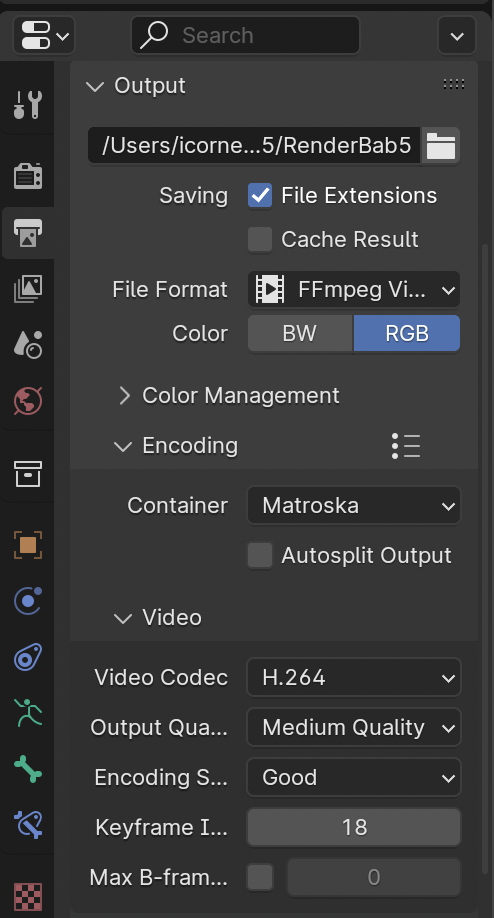 Search
Output
/Users/icorne...5/RenderBab5
Saving File Extensions
Cache Result
File Format FFmpeg Vi...
Color BW RGB
Color Management
Encoding
Container Matroska
Autosplit Output
Video
Video Codec H.264
Output Qua... Medium Quality
Encoding S... Good
Keyframe I... 18
Max B-fram... 0